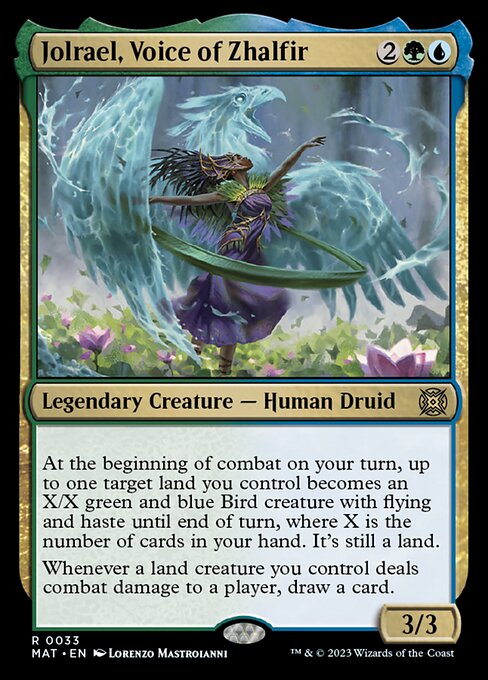 Jolrael, Voice of Zhalfir 2
Legendary Creature — Human Druid
At the beginning of combat on your turn, up
to one target land you control becomes an
X/X green and blue Bird creature with flying
and haste until end of turn, where X is the
number of cards in your hand. It's still a land.
Whenever a land creature you control deals
combat damage to a player, draw a card.
3/3
R 0033
MAT • EN Lorenzo Mastroianni
™ & © 2023 Wizards of the Coast